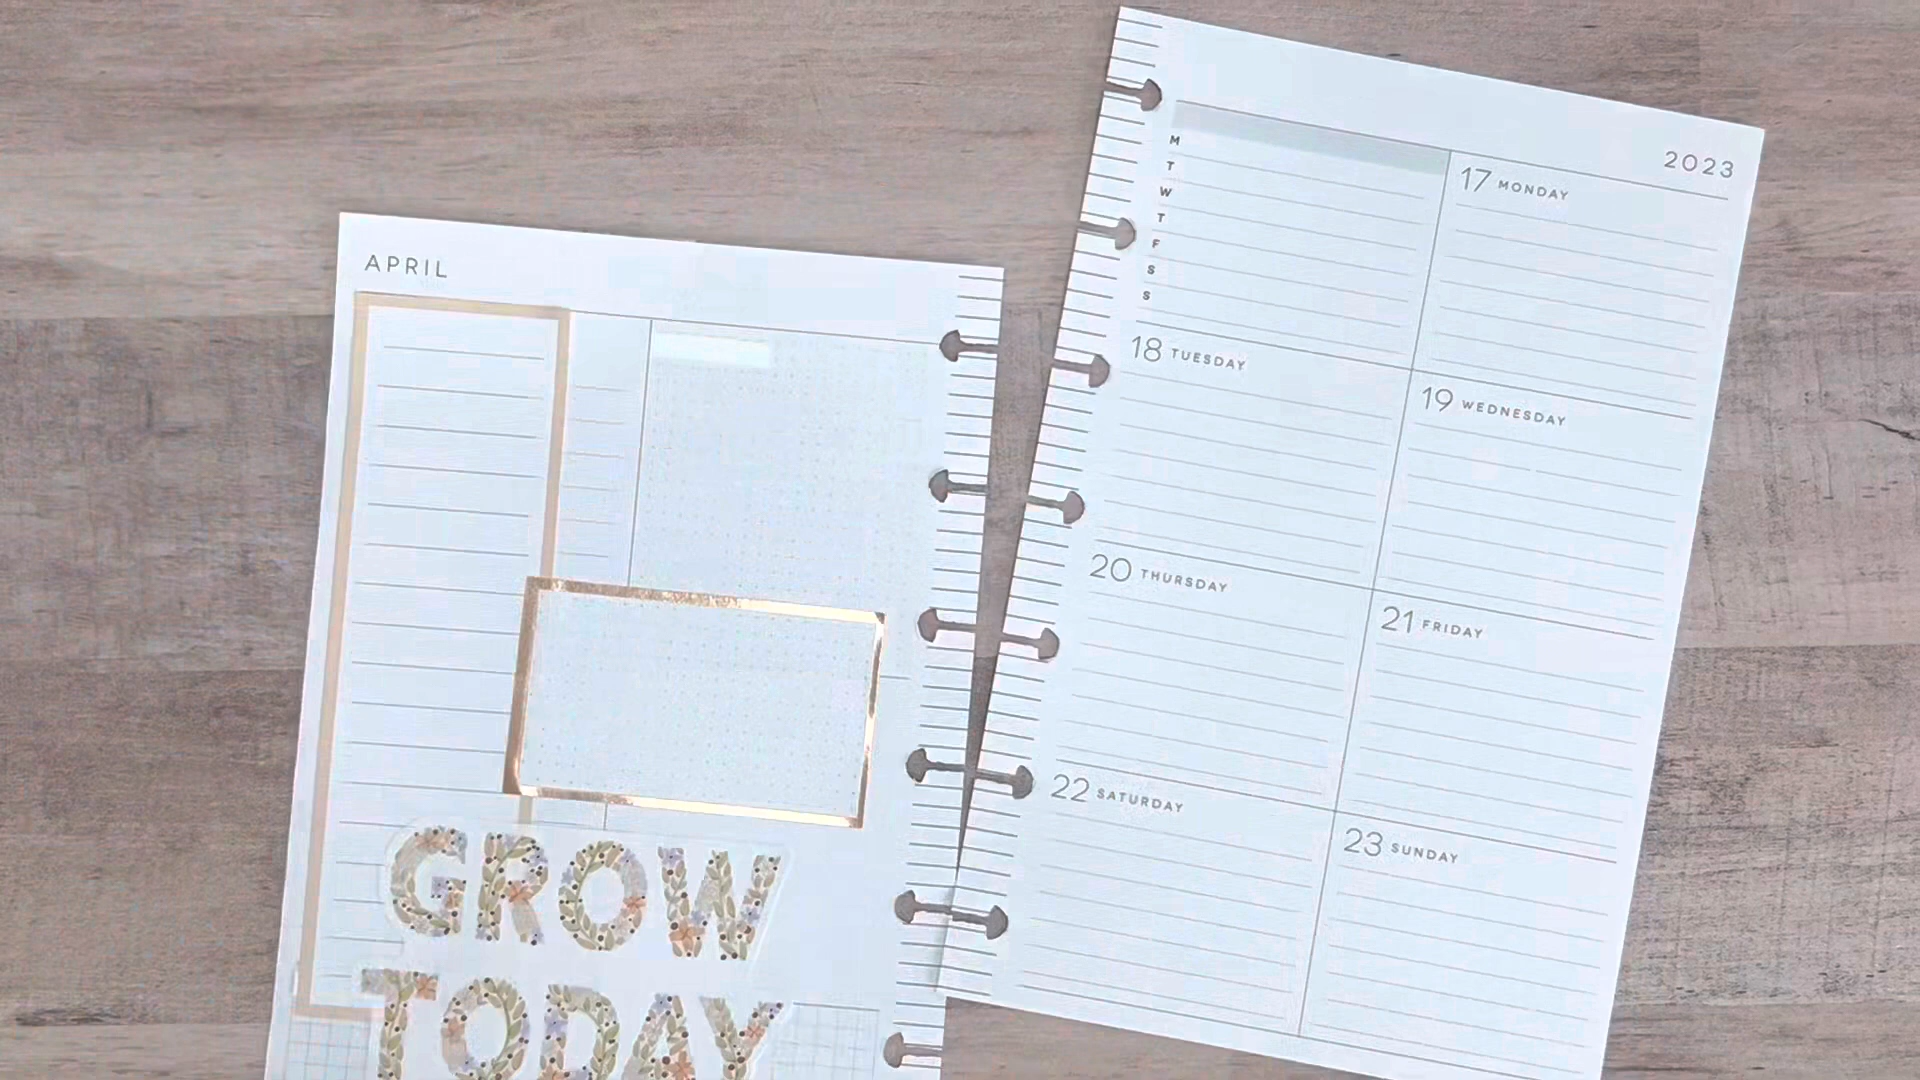 APRIL
GROW
TODAY
2023
M
T
W
T
F
S
S
17 MONDAY
18 TUESDAY
19 WEDNESDAY
20 THURSDAY
21 FRIDAY
22 SATURDAY
23 SUNDAY